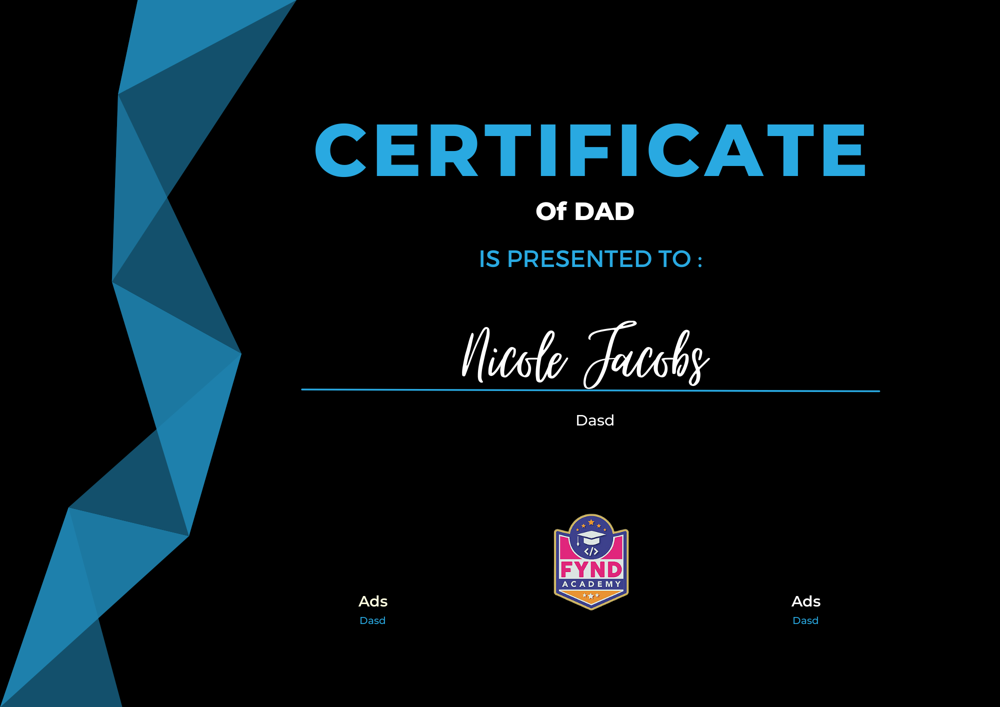 CERTIFICATE
Of DAD
IS PRESENTED TO :
Nicole Jacobs
Dasd
</>
FYND
ACADEMY
Ads
Dasd
Ads
Dasd